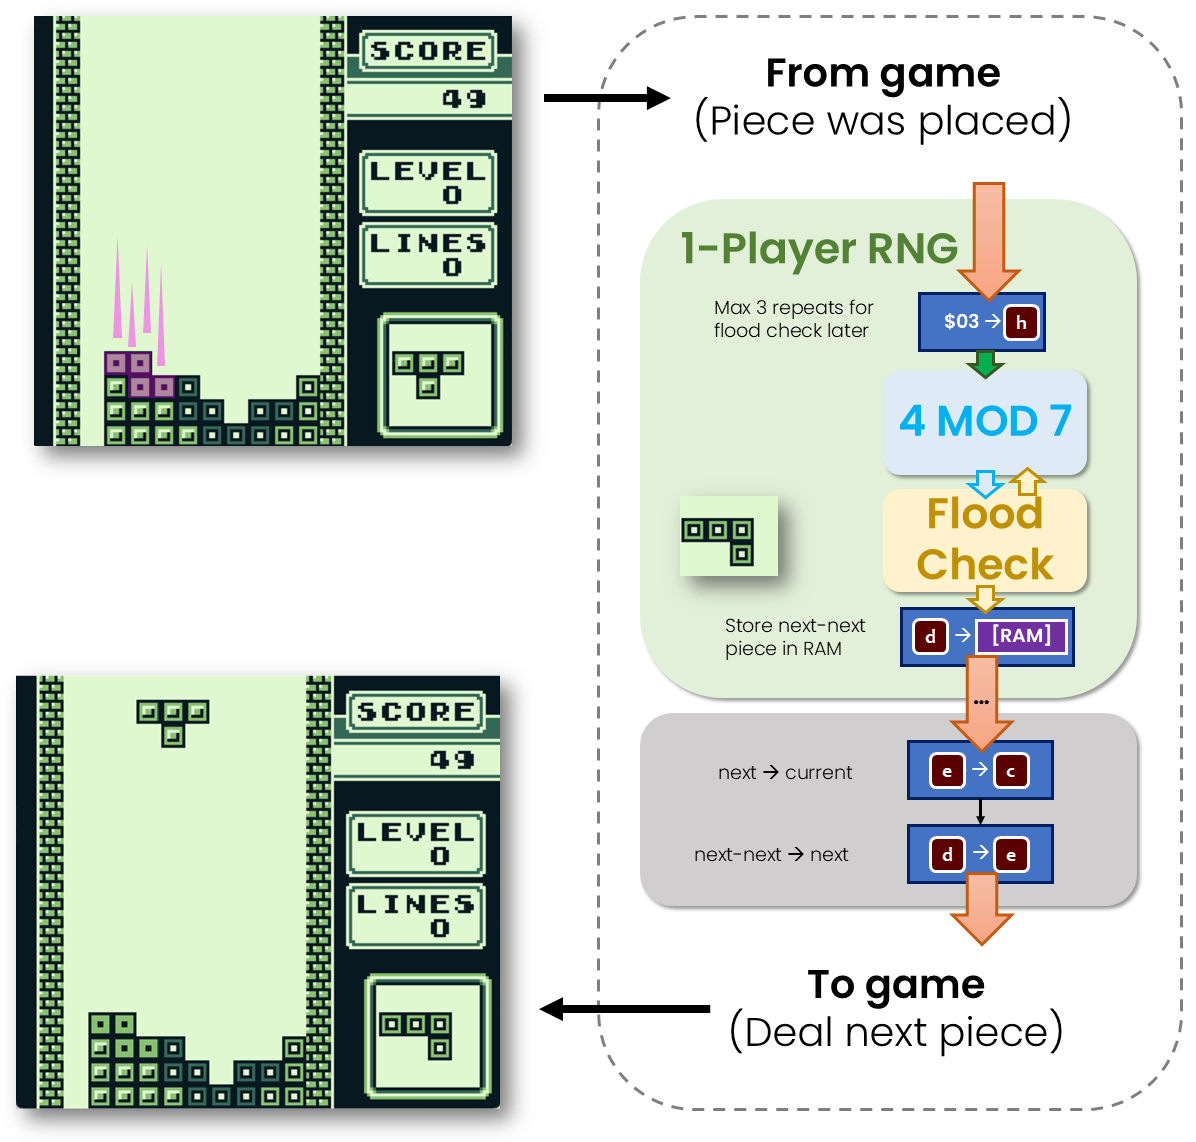 SCORE
49
LEVEL
0
LINES
0
From game
(Piece was placed)
1-Player RNG
Max 3 repeats for
flood check later
$03 → h
4 MOD 7
Flood
Check
Store next-next
piece in RAM
d → [RAM]
...
next → current
e → c
next-next → next
d → e
To game
(Deal next piece)
SCORE
49
LEVEL
0
LINES
0